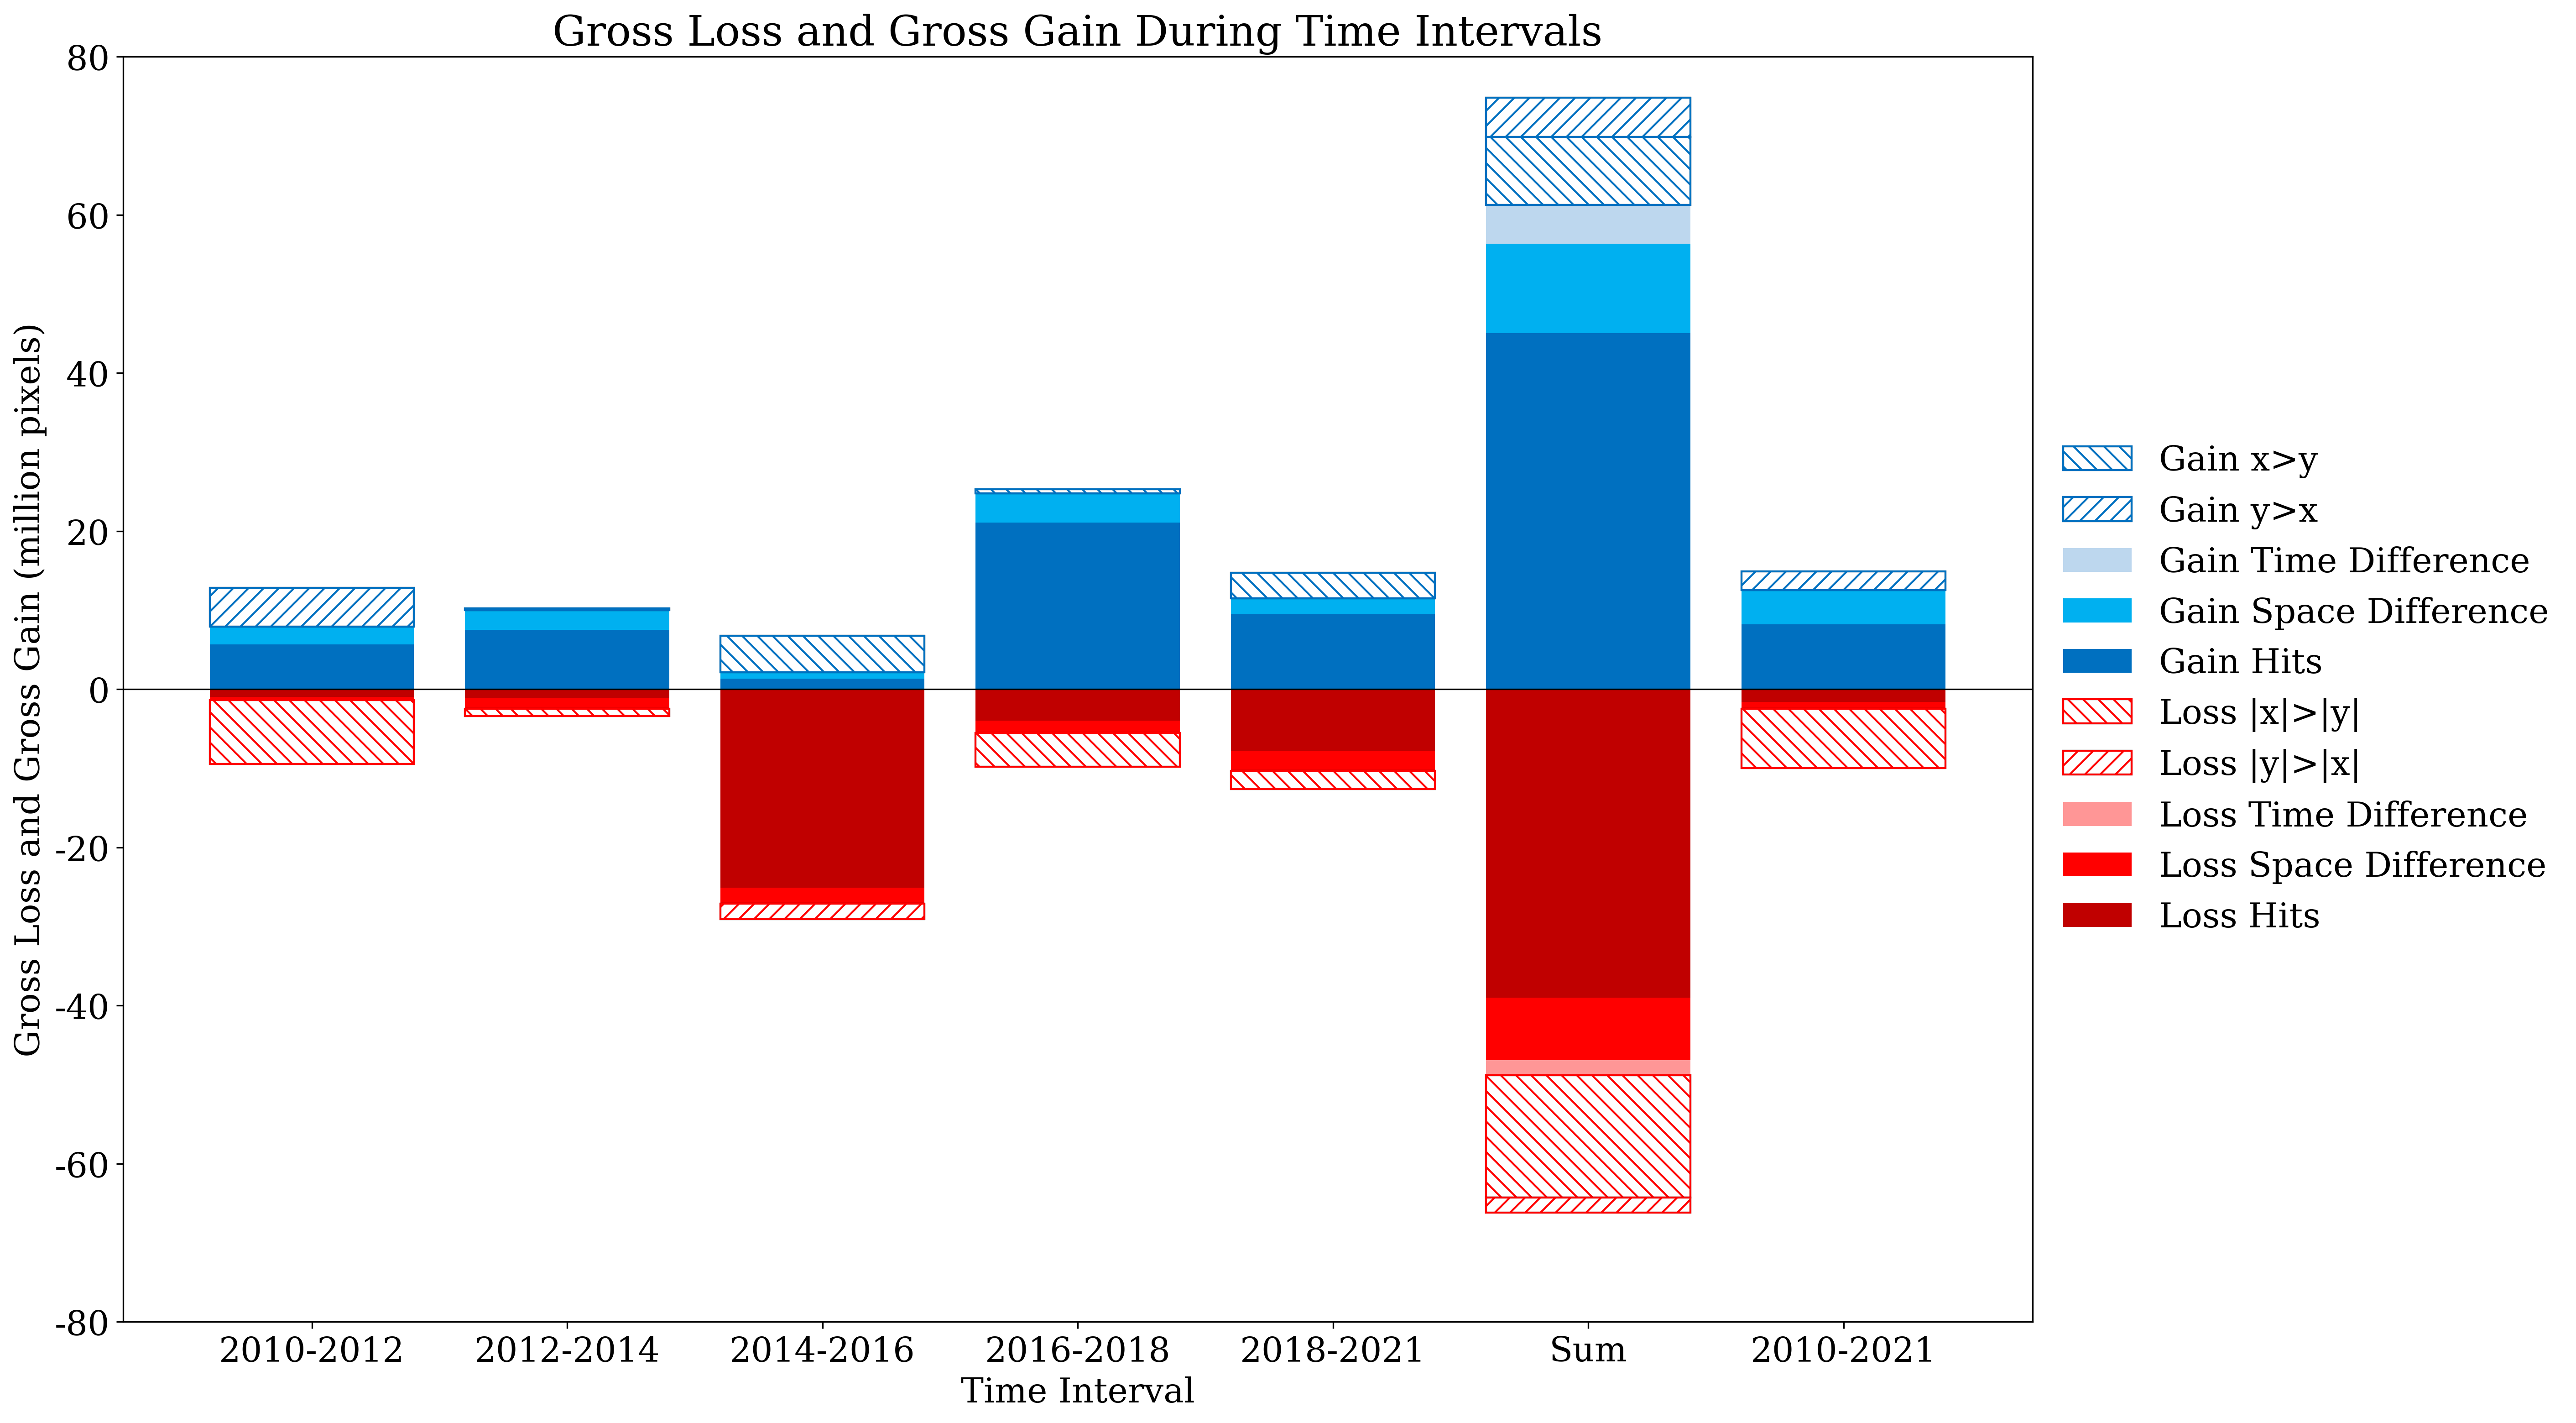 Gross Loss and Gross Gain During Time Intervals
Gross Loss and Gross Gain (million pixels)
80
60
40
20
0
-20
-40
-60
-80
2010-2012
2012-2014
2014-2016
2016-2018
2018-2021
Sum
2010-2021
Time Interval
Gain x>y
Gain y>x
Gain Time Difference
Gain Space Difference
Gain Hits
Loss |x|>|y|
Loss |y|>|x|
Loss Time Difference
Loss Space Difference
Loss Hits